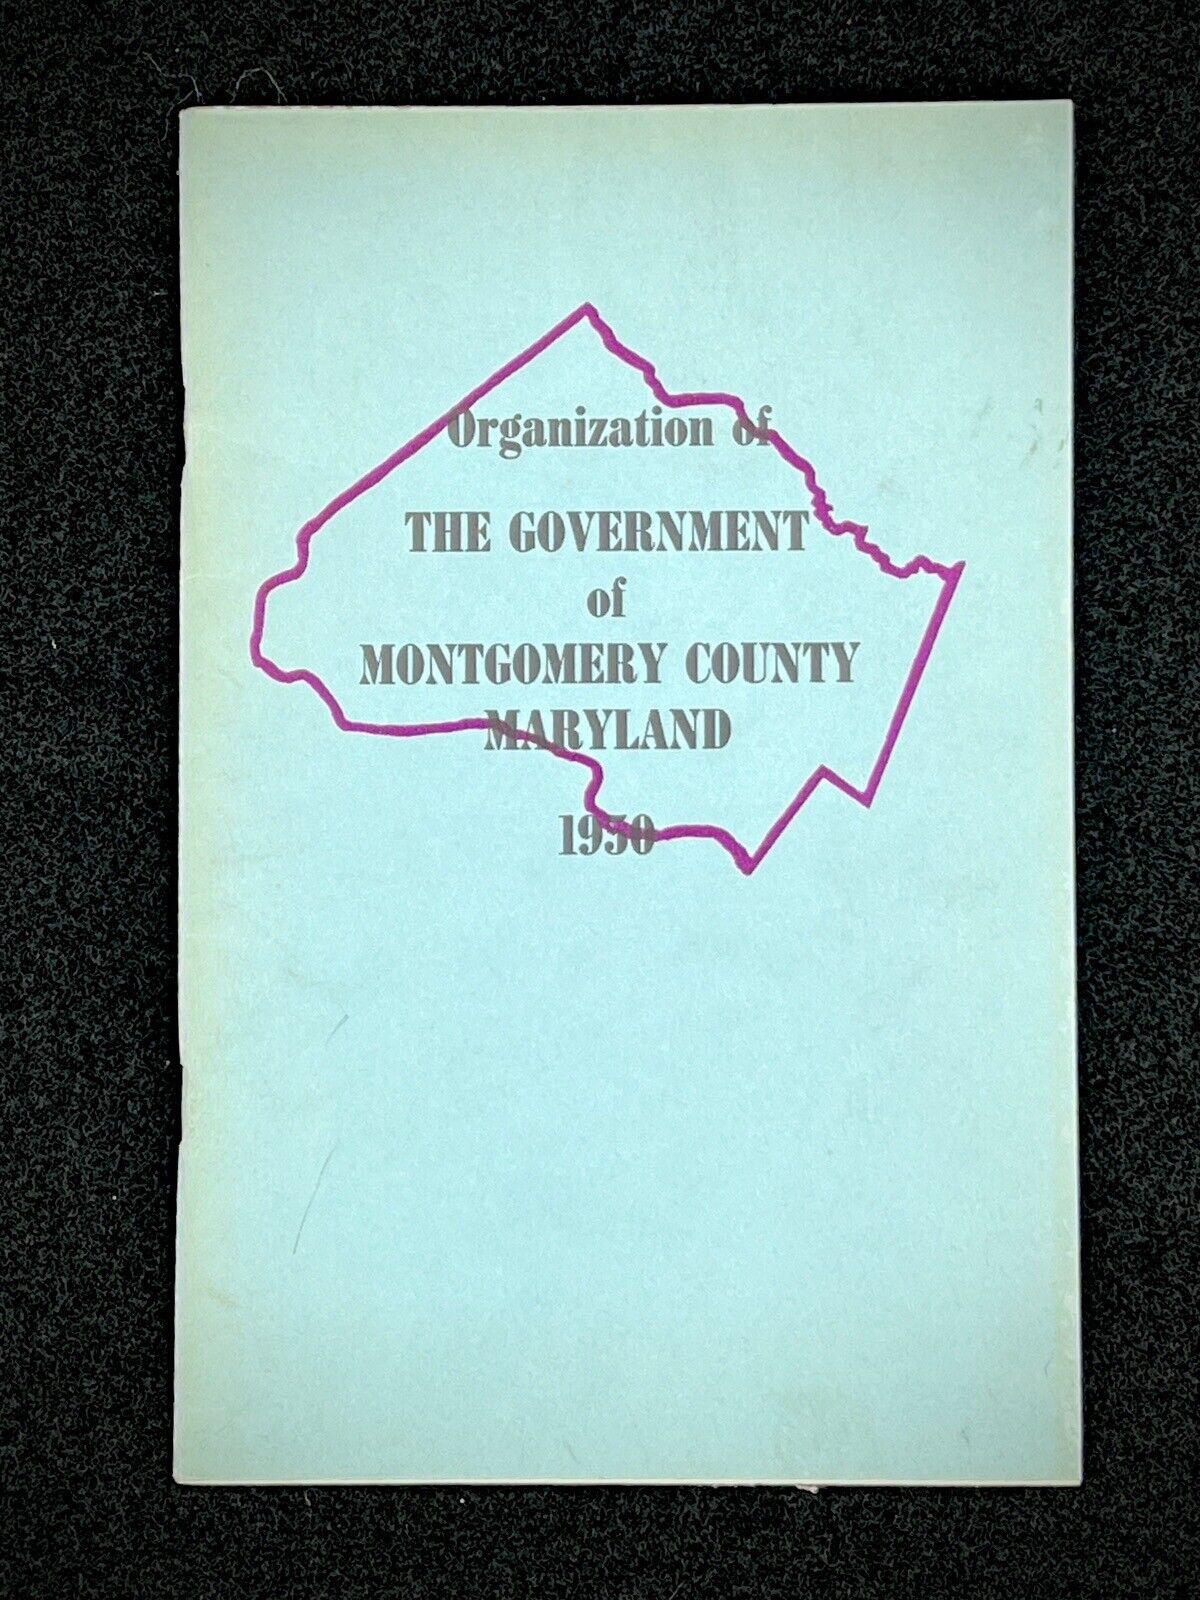 Organization of
THE GOVERNMENT
of
MONTGOMERY COUNTY
MARYLAND
1950